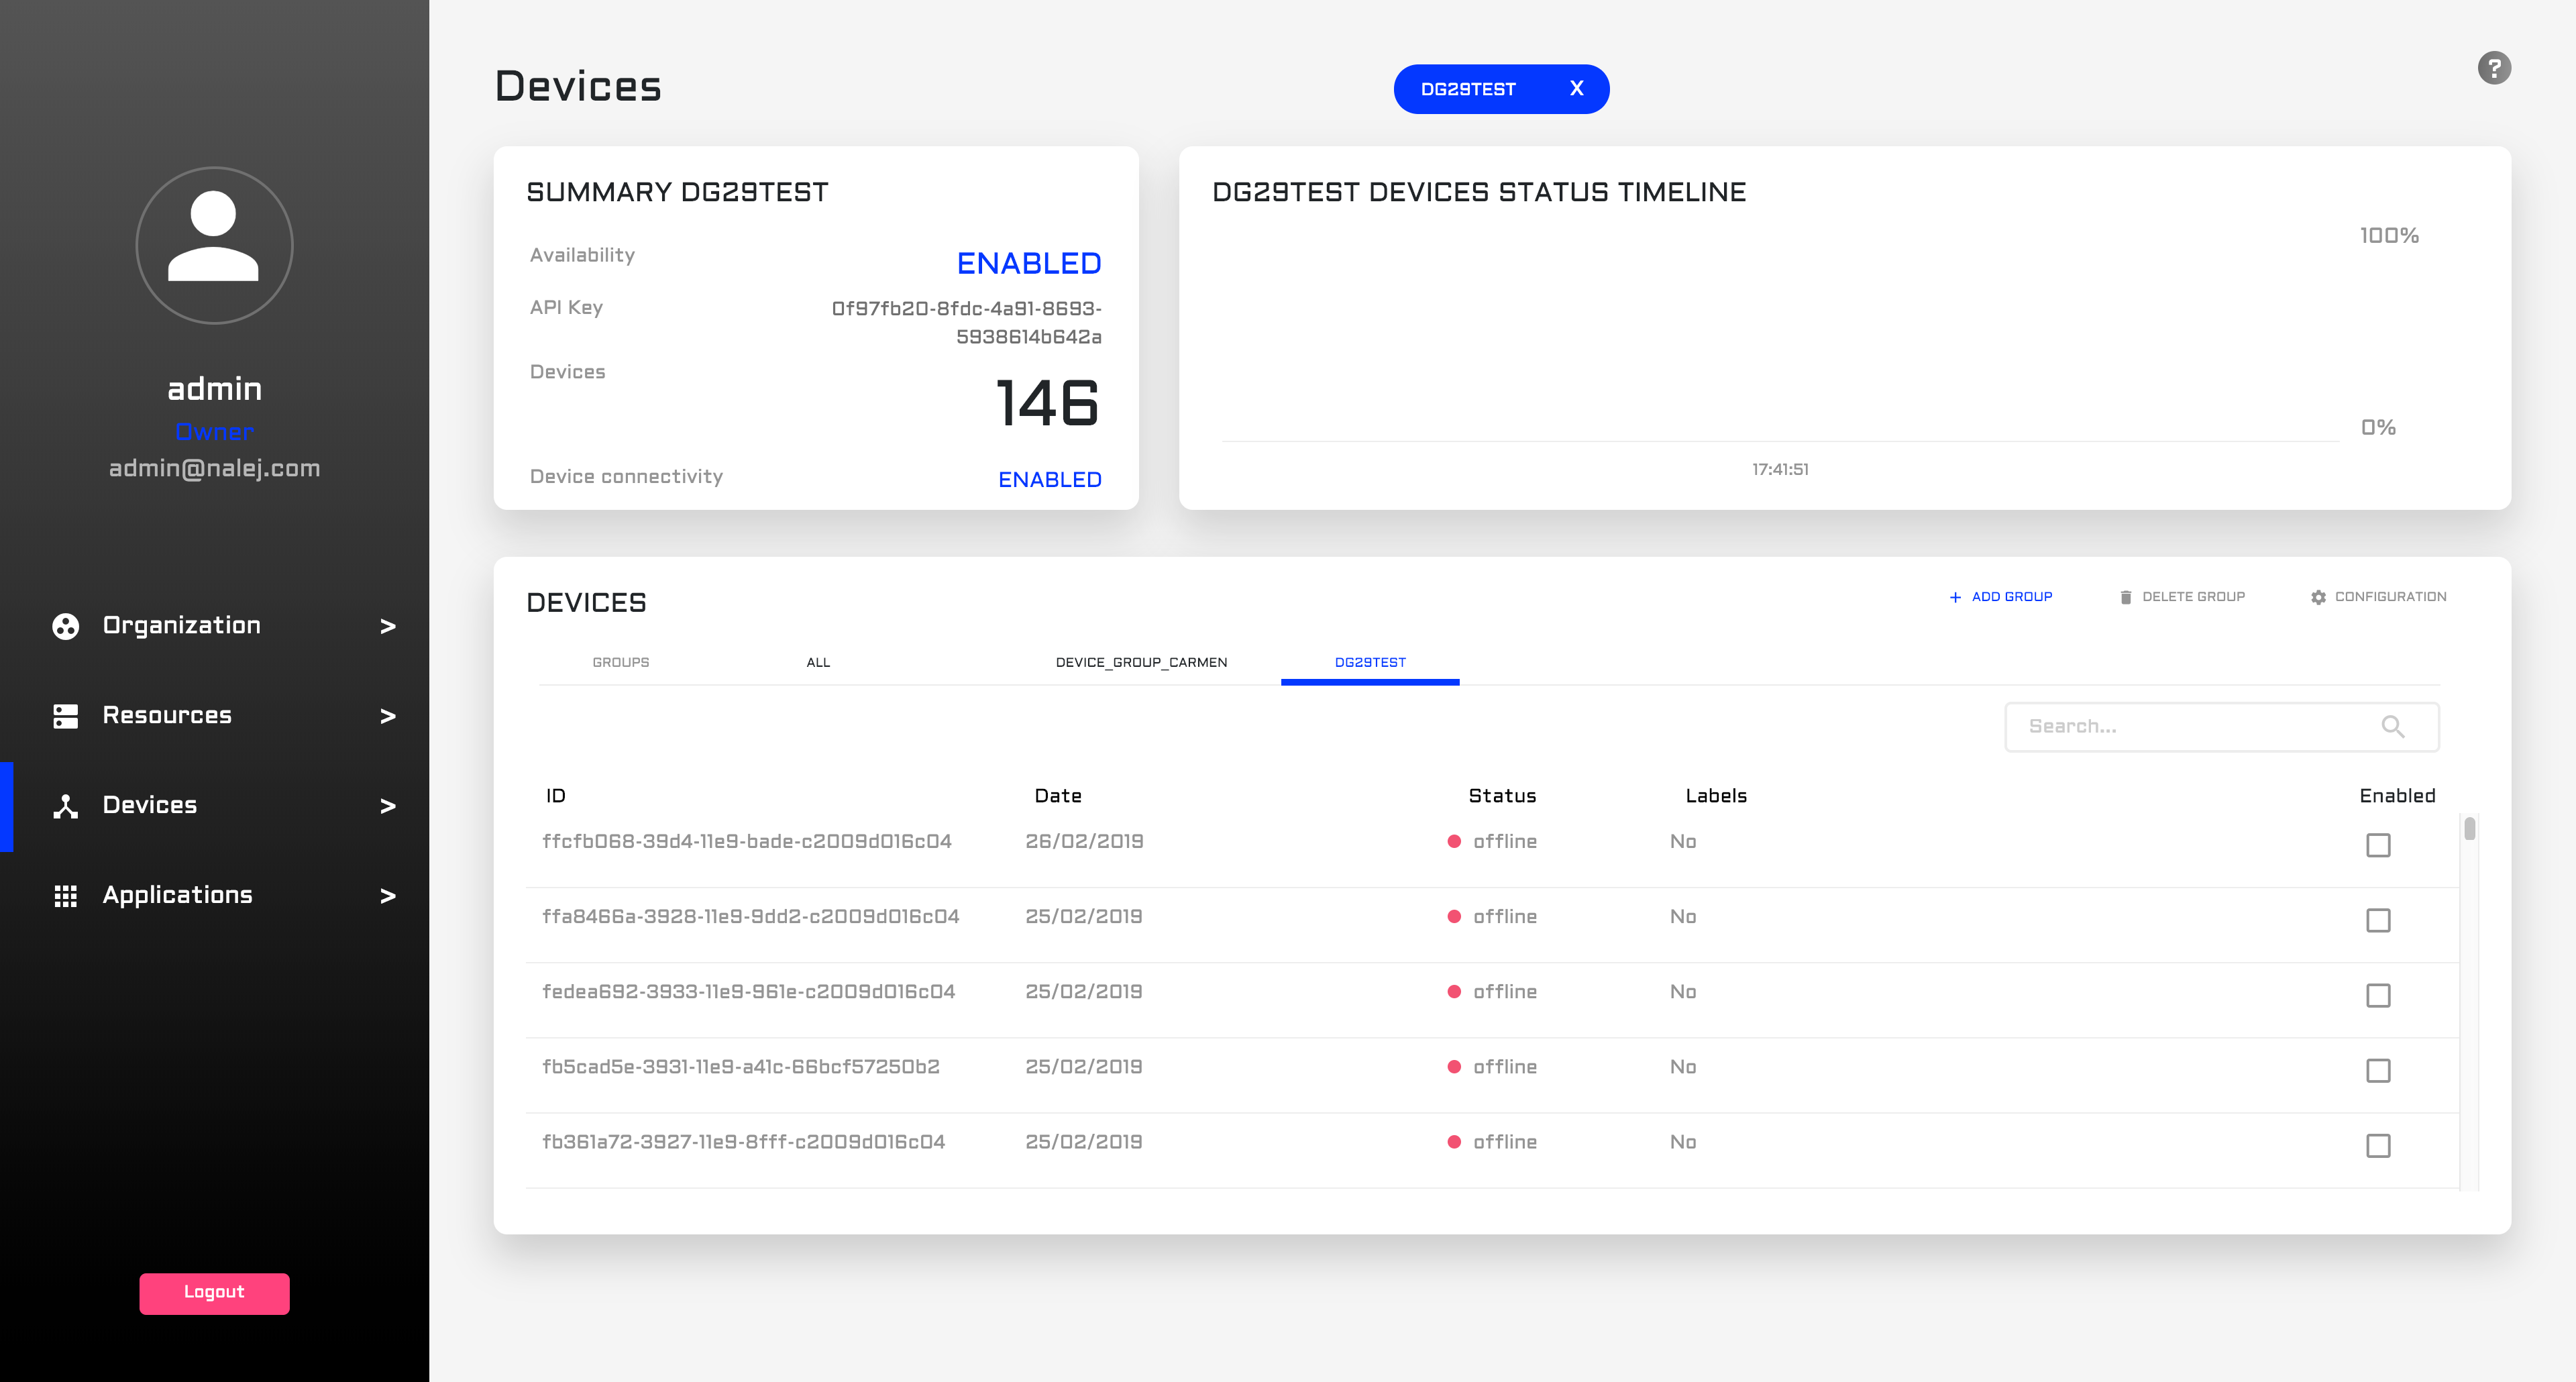 admin
Owner
admin@nalej.com
Organization >
Resources >
Devices >
Applications >
Logout
Devices
DG29TEST X
?
SUMMARY DG29TEST
Availability ENABLED
API Key 0f97fb20-8fdc-4a91-8693-
5938614b642a
Devices 146
Device connectivity ENABLED
DG29TEST DEVICES STATUS TIMELINE
100%
0%
17:41:51
DEVICES
+ ADD GROUP DELETE GROUP CONFIGURATION
GROUPS ALL DEVICE_GROUP_CARMEN DG29TEST
Search...
ID Date Status Labels Enabled
ffcfb068-39d4-11e9-bade-c2009d016c04 26/02/2019 offline No
ffa8466a-3928-11e9-9dd2-c2009d016c04 25/02/2019 offline No
fedea692-3933-11e9-961e-c2009d016c04 25/02/2019 offline No
fb5cad5e-3931-11e9-a41c-66bcf57250b2 25/02/2019 offline No
fb361a72-3927-11e9-8fff-c2009d016c04 25/02/2019 offline No